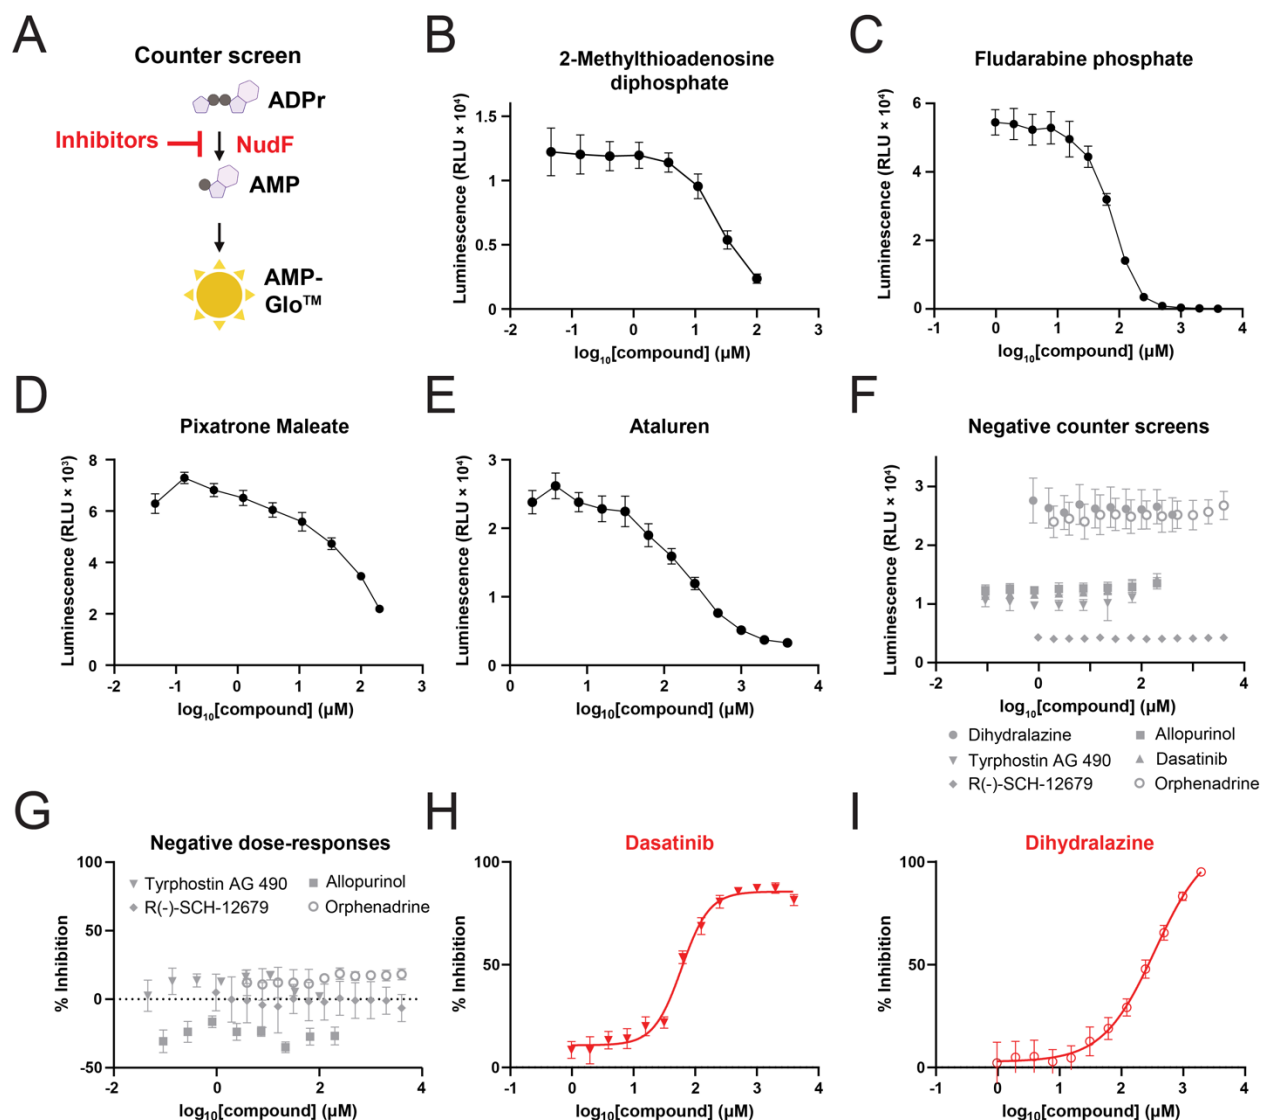 A
Counter screen
ADPr
Inhibitors
NudF
AMP
AMP-
Glo™
B
2-Methylthioadenosine
diphosphate
Luminescence (RLU × 10⁴)
1.5
1
0.5
0
-2 -1 0 1 2 3
log₁₀[compound] (µM)
C
Fludarabine phosphate
Luminescence (RLU × 10⁴)
6
4
2
0
-1 0 1 2 3 4
log₁₀[compound] (µM)
D
Pixatrone Maleate
Luminescence (RLU × 10³)
8
6
4
2
0
-2 -1 0 1 2 3
log₁₀[compound] (µM)
E
Ataluren
Luminescence (RLU × 10⁴)
3
2
1
0
0 1 2 3 4
log₁₀[compound] (µM)
F
Negative counter screens
Luminescence (RLU × 10⁴)
3
2
1
0
-2 0 2 4
log₁₀[compound] (µM)
Dihydralazine
Allopurinol
Tyrphostin AG 490
Dasatinib
R(-)-SCH-12679
Orphenadrine
G
Negative dose-responses
% Inhibition
100
50
0
-50
Tyrphostin AG 490
Allopurinol
R(-)-SCH-12679
Orphenadrine
-2 0 2 4
log₁₀[compound] (µM)
H
Dasatinib
% Inhibition
100
50
0
-1 0 1 2 3 4
log₁₀[compound] (µM)
I
Dihydralazine
% Inhibition
100
50
0
-1 0 1 2 3 4
log₁₀[compound] (µM)